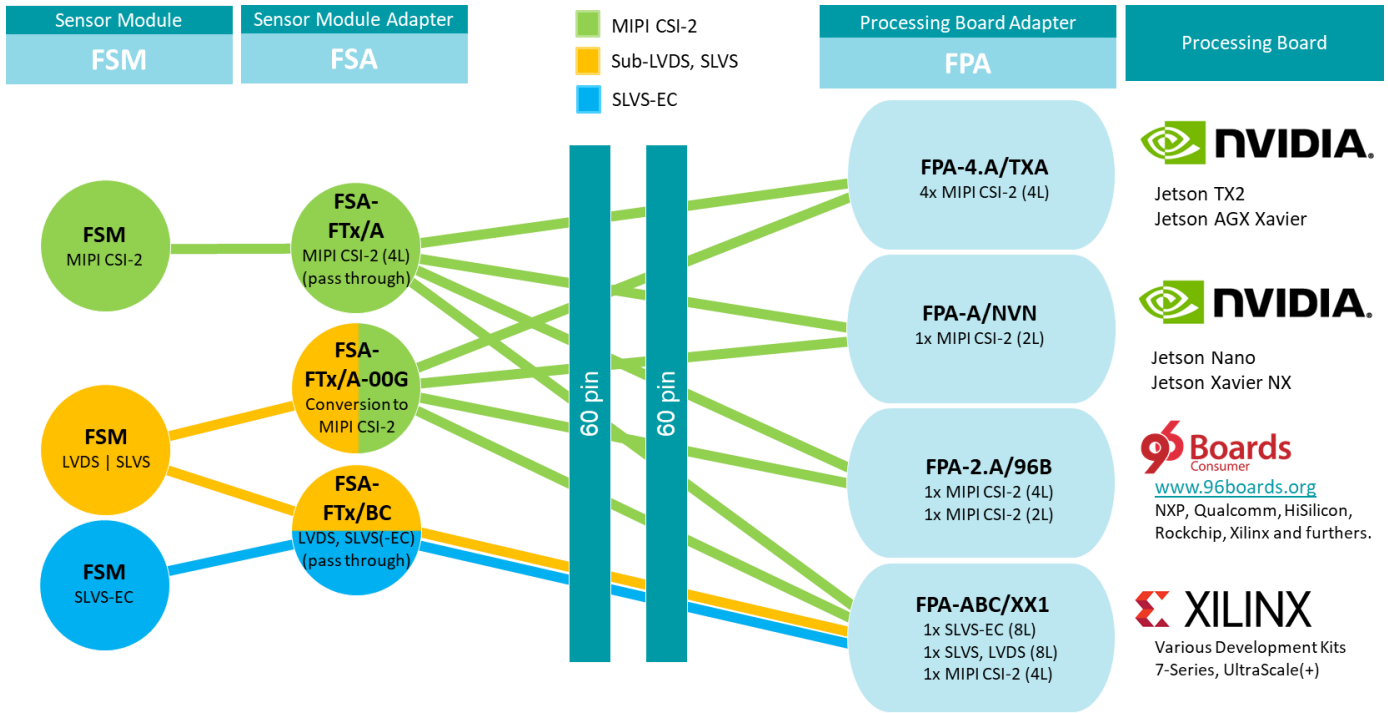 Sensor Module
FSM
Sensor Module Adapter
FSA
MIPI CSI-2
Sub-LVDS, SLVS
SLVS-EC
Processing Board Adapter
FPA
Processing Board
FSM
MIPI CSI-2
FSM
LVDS | SLVS
FSM
SLVS-EC
FSA-
FTx/A
MIPI CSI-2 (4L)
(pass through)
FSA-
FTx/A-00G
Conversion to
MIPI CSI-2
FSA-
FTx/BC
LVDS, SLVS(-EC)
(pass through)
60 pin
60 pin
FPA-4.A/TXA
4x MIPI CSI-2 (4L)
FPA-A/NVN
1x MIPI CSI-2 (2L)
FPA-2.A/96B
1x MIPI CSI-2 (4L)
1x MIPI CSI-2 (2L)
FPA-ABC/XX1
1x SLVS-EC (8L)
1x SLVS, LVDS (8L)
1x MIPI CSI-2 (4L)
NVIDIA.
Jetson TX2
Jetson AGX Xavier
NVIDIA.
Jetson Nano
Jetson Xavier NX
96Boards
Consumer
www.96boards.org
NXP, Qualcomm, HiSilicon,
Rockchip, Xilinx and furthers.
XILINX
Various Development Kits
7-Series, UltraScale(+)